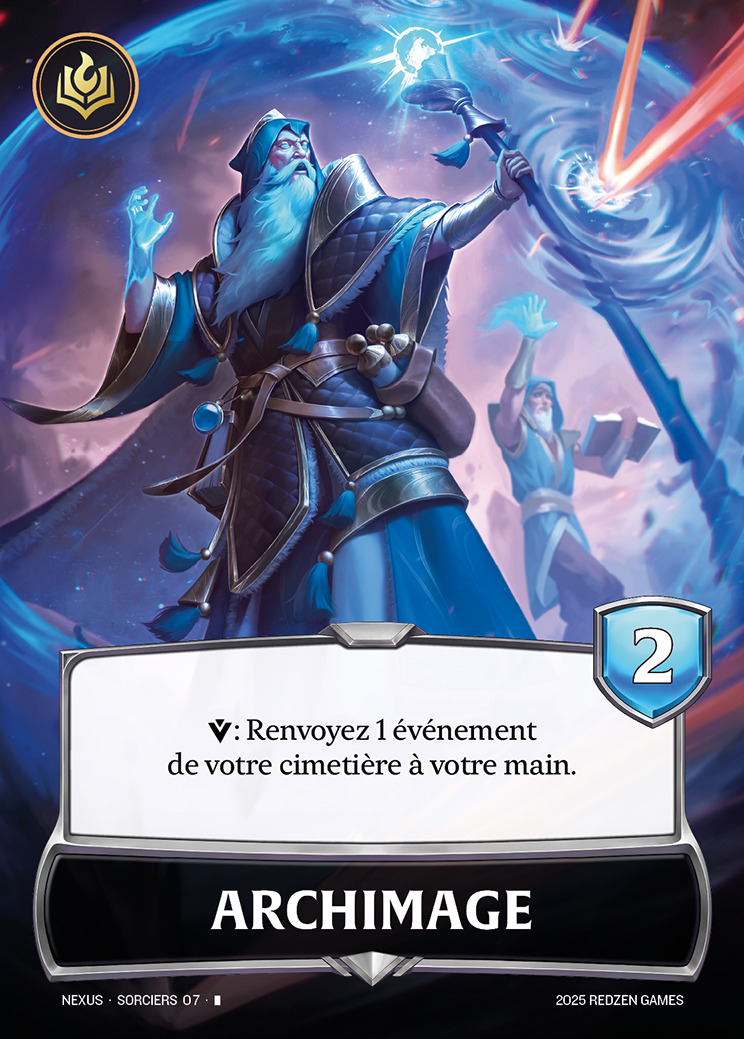 2
: Renvoyez 1 événement
de votre cimetière à votre main.
ARCHIMAGE
NEXUS · SORCIERS 07 ·
2025 REDZEN GAMES